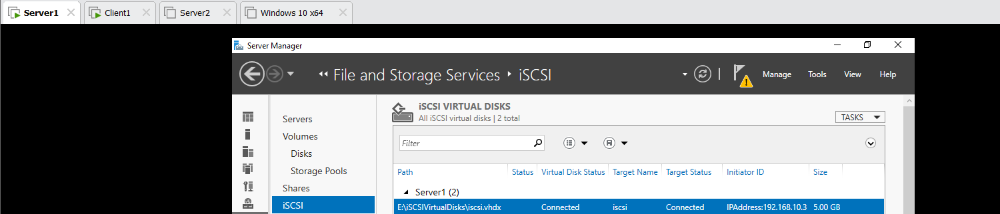 Server1 Client1 Server2 Windows 10 x64
Server Manager
File and Storage Services iSCSI Manage Tools View Help
iSCSI VIRTUAL DISKS
All iSCSI virtual disks | 2 total
TASKS
Servers
Volumes
Disks
Storage Pools
Shares
iSCSI
Filter
Path Status Virtual Disk Status Target Name Target Status Initiator ID Size
Server1 (2)
E:\iSCSIVirtualDisks\iscsi.vhdx Connected iscsi Connected IPAddress:192.168.10.3 5.00 GB